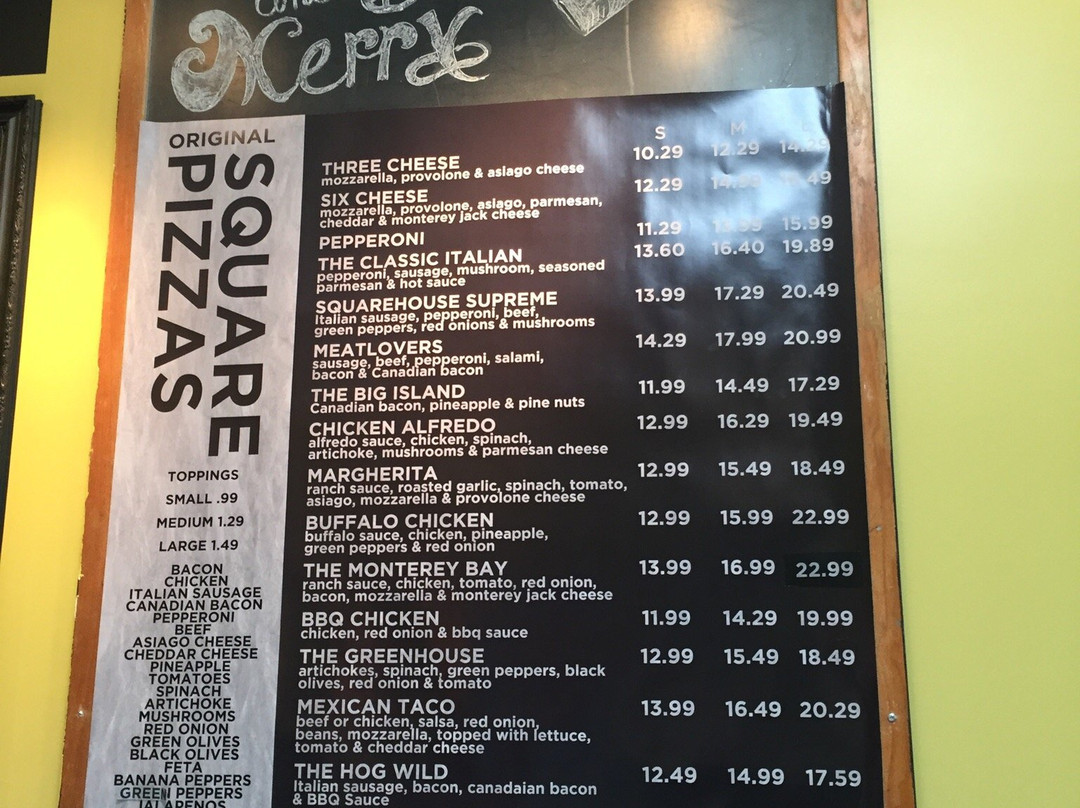 Merry
ORIGINAL
SQUARE
PIZZAS
TOPPINGS
SMALL .99
MEDIUM 1.29
LARGE 1.49
BACON
CHICKEN
ITALIAN SAUSAGE
CANADIAN BACON
PEPPERONI
BEEF
ASIAGO CHEESE
CHEDDAR CHEESE
PINEAPPLE
TOMATOES
SPINACH
ARTICHOKE
MUSHROOMS
RED ONION
GREEN OLIVES
BLACK OLIVES
FETA
BANANA PEPPERS
GREEN PEPPERS
JALAPENOS
S M L
THREE CHEESE 10.29 12.29 14.29
mozzarella, provolone & asiago cheese
SIX CHEESE 12.29
mozzarella, provolone, asiago, parmesan,
cheddar & monterey jack cheese
PEPPERONI 11.29 13.99 15.99
THE CLASSIC ITALIAN 13.60 16.40 19.89
pepperoni, sausage, mushroom, seasoned
parmesan & hot sauce
SQUAREHOUSE SUPREME 13.99 17.29 20.49
Italian sausage, pepperoni, beef,
green peppers, red onions & mushrooms
MEATLOVERS 14.29 17.99 20.99
sausage, beef, pepperoni, salami,
bacon & Canadian bacon
THE BIG ISLAND 11.99 14.49 17.29
Canadian bacon, pineapple & pine nuts
CHICKEN ALFREDO 12.99 16.29 19.49
alfredo sauce, chicken, spinach,
artichoke, mushrooms & parmesan cheese
MARGHERITA 12.99 15.49 18.49
ranch sauce, roasted garlic, spinach, tomato,
asiago, mozzarella & provolone cheese
BUFFALO CHICKEN 12.99 15.99 22.99
buffalo sauce, chicken, pineapple,
green peppers & red onion
THE MONTEREY BAY 13.99 16.99 22.99
ranch sauce, chicken, tomato, red onion,
bacon, mozzarella & monterey jack cheese
BBQ CHICKEN 11.99 14.29 19.99
chicken, red onion & bbq sauce
THE GREENHOUSE 12.99 15.49 18.49
artichokes, spinach, green peppers, black
olives, red onion & tomato
MEXICAN TACO 13.99 16.49 20.29
beef or chicken, salsa, red onion,
beans, mozzarella, topped with lettuce,
tomato & cheddar cheese
THE HOG WILD 12.49 14.99 17.59
Italian sausage, bacon, canadaian bacon
& BBQ Sauce